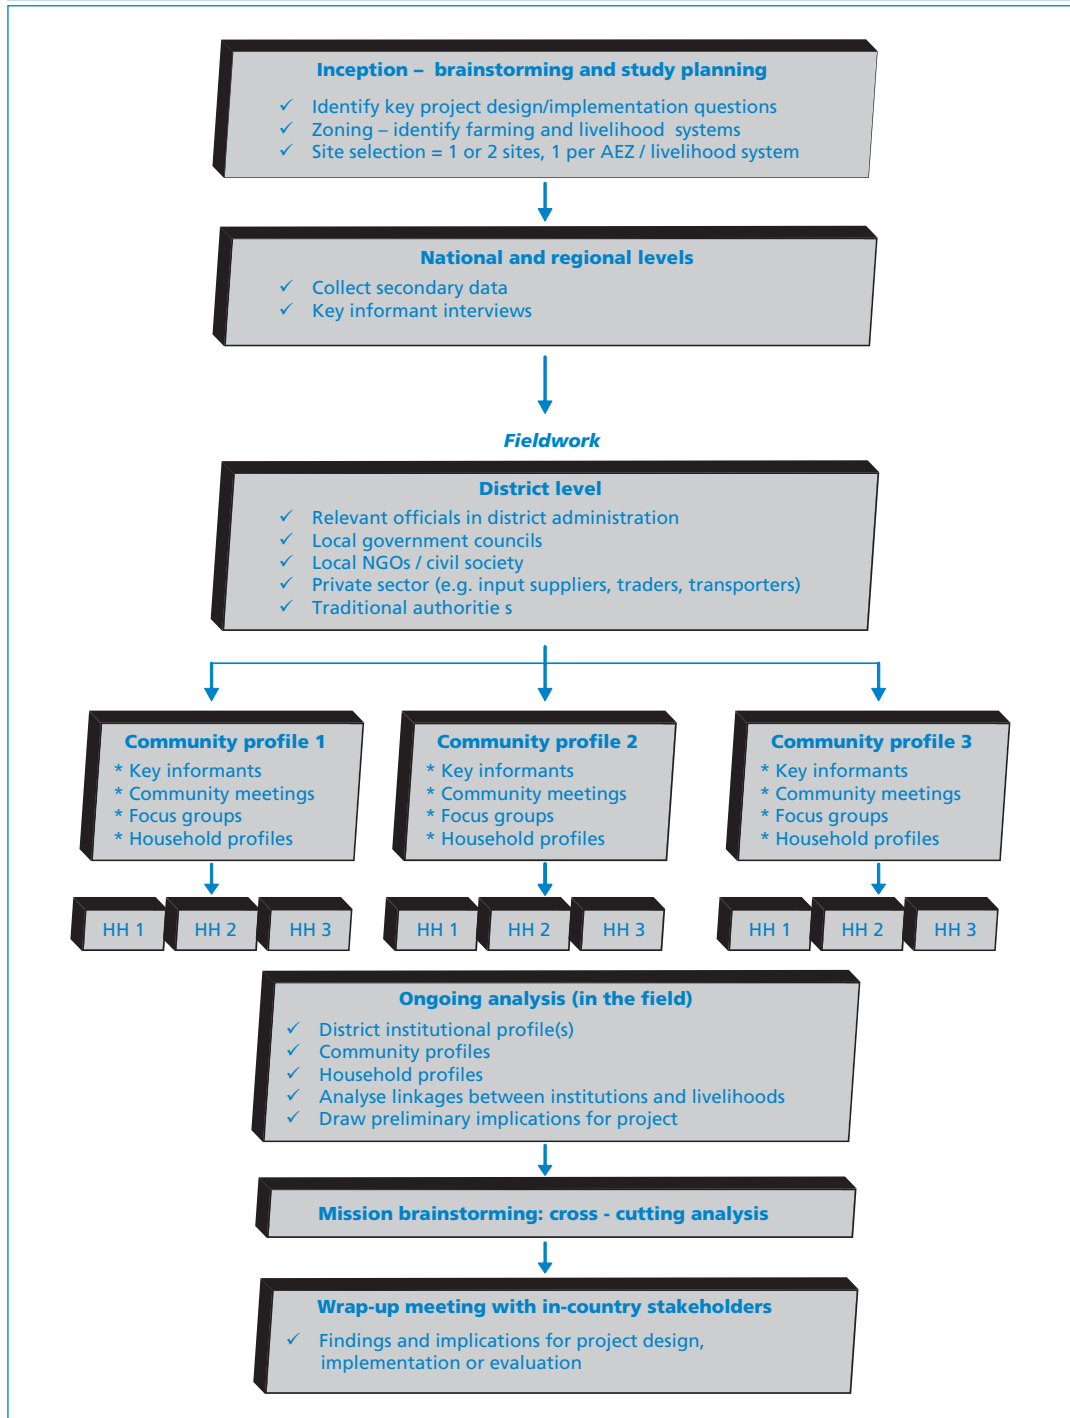 Inception – brainstorming and study planning
✓ Identify key project design/implementation questions
✓ Zoning – identify farming and livelihood systems
✓ Site selection = 1 or 2 sites, 1 per AEZ / livelihood system
National and regional levels
✓ Collect secondary data
✓ Key informant interviews
Fieldwork
District level
✓ Relevant officials in district administration
✓ Local government councils
✓ Local NGOs / civil society
✓ Private sector (e.g. input suppliers, traders, transporters)
✓ Traditional authoritie s
Community profile 1
* Key informants
* Community meetings
* Focus groups
* Household profiles
Community profile 2
* Key informants
* Community meetings
* Focus groups
* Household profiles
Community profile 3
* Key informants
* Community meetings
* Focus groups
* Household profiles
HH 1 HH 2 HH 3
HH 1 HH 2 HH 3
HH 1 HH 2 HH 3
Ongoing analysis (in the field)
✓ District institutional profile(s)
✓ Community profiles
✓ Household profiles
✓ Analyse linkages between institutions and livelihoods
✓ Draw preliminary implications for project
Mission brainstorming: cross - cutting analysis
Wrap-up meeting with in-country stakeholders
✓ Findings and implications for project design,
implementation or evaluation